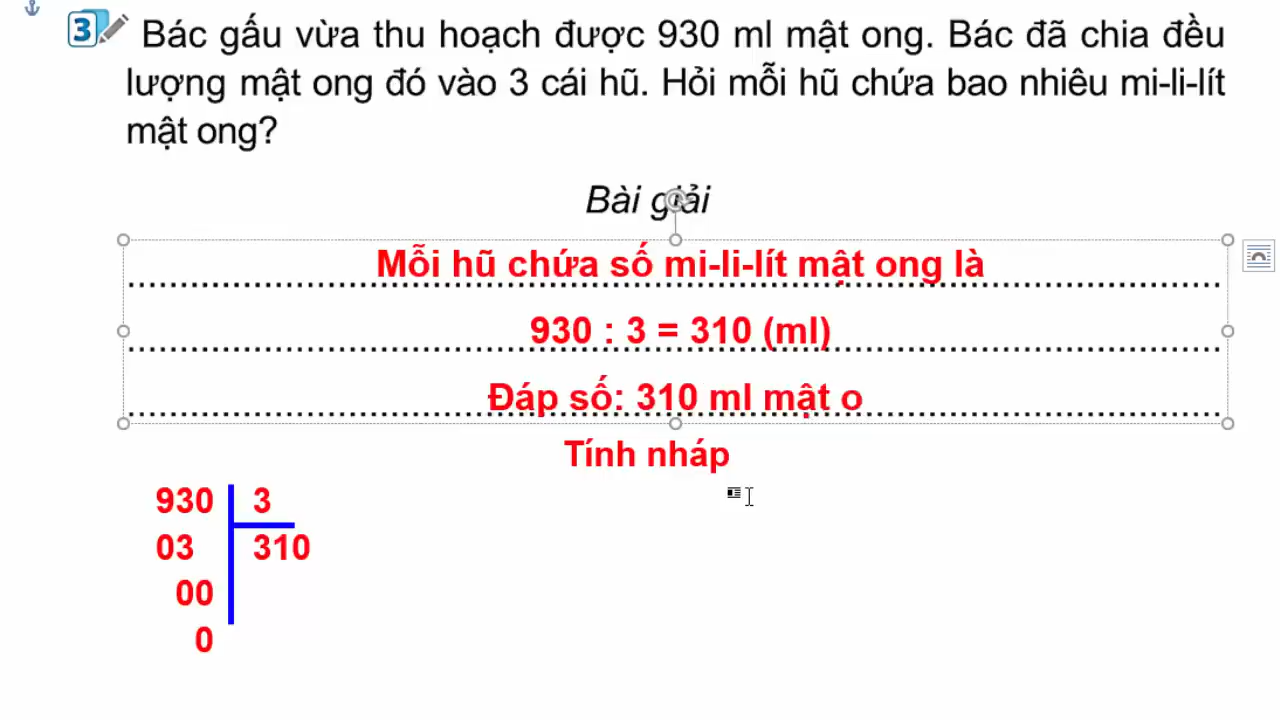 3 Bác gấu vừa thu hoạch được 930 ml mật ong. Bác đã chia đều
lượng mật ong đó vào 3 cái hũ. Hỏi mỗi hũ chứa bao nhiêu mi-li-lít
mật ong?
Bài giải
Mỗi hũ chứa số mi-li-lít mật ong là
930 : 3 = 310 (ml)
Đáp số: 310 ml mật o
Tính nháp
930 3
03 310
00
0